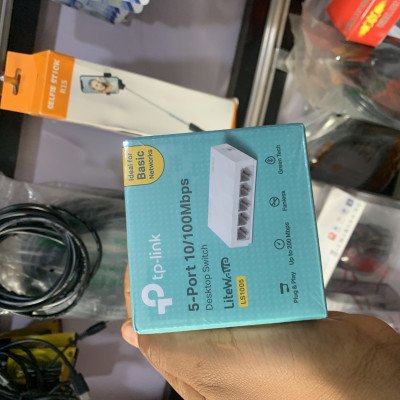 SELFIE STICK
R1S
Ideal for
Basic
Networks
tp-link
5-Port 10/100Mbps
Desktop Switch
LiteWave
LS1005
Green Tech
Fanless
Up to 200 Mbps
Plug & Play